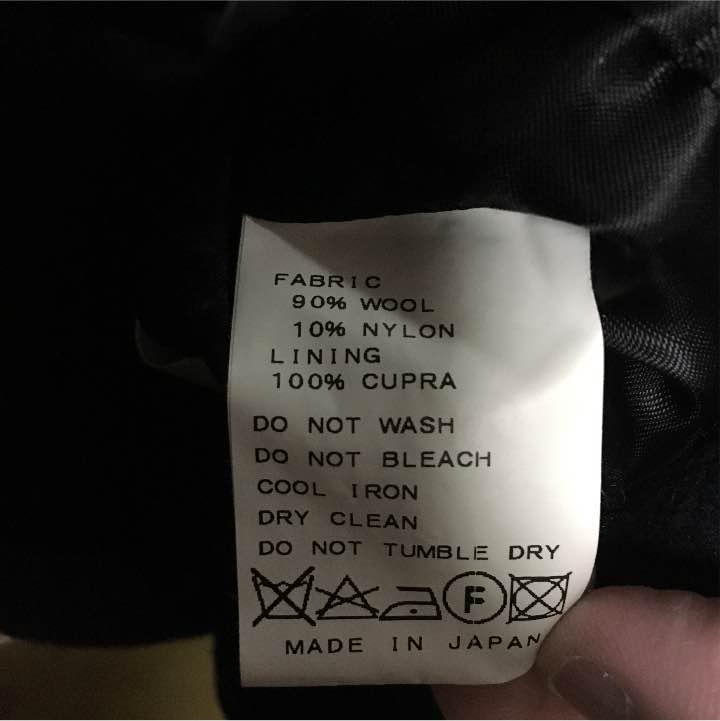 FABRIC
90% WOOL
10% NYLON
LINING
100% CUPRA
DO NOT WASH
DO NOT BLEACH
COOL IRON
DRY CLEAN
DO NOT TUMBLE DRY
F
MADE IN JAPAN